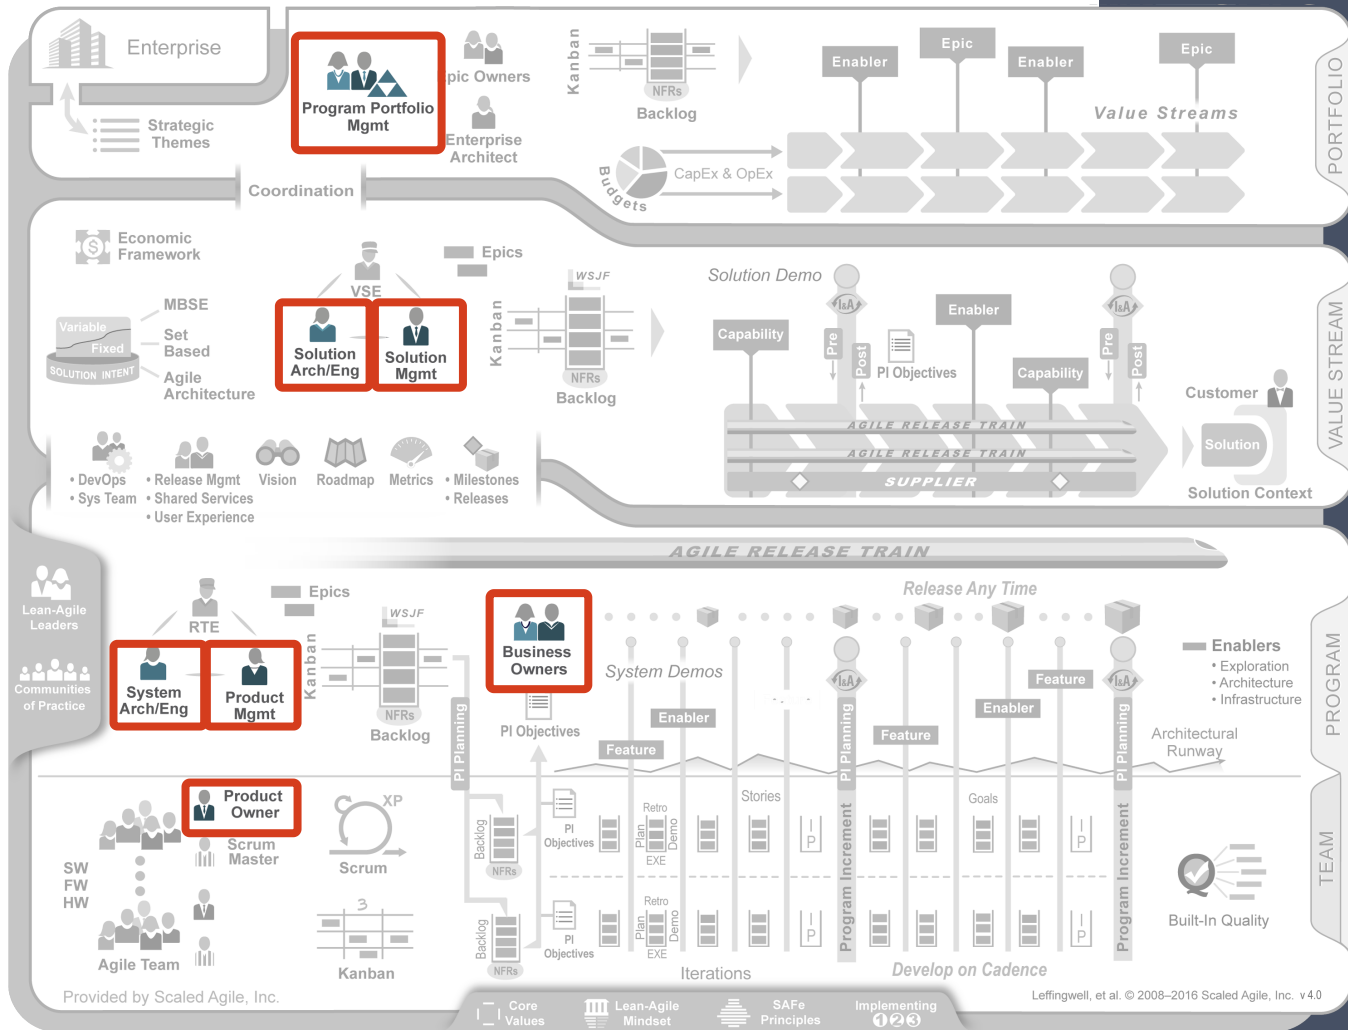 Enterprise
Strategic
Themes
Program Portfolio
Mgmt
Epic Owners
Enterprise
Architect
Kanban
NFRs
Backlog
Enabler
Epic
Enabler
Epic
Value Streams
Budgets
CapEx & OpEx
PORTFOLIO
Coordination
Economic
Framework
MBSE
Variable
Fixed
Set
Based
SOLUTION INTENT
Agile
Architecture
VSE
Epics
Solution
Arch/Eng
Solution
Mgmt
Kanban
WSJF
NFRs
Backlog
Solution Demo
I&A
Enabler
I&A
Capability
Pre
Post
PI Objectives
Capability
Pre
Post
Customer
AGILE RELEASE TRAIN
AGILE RELEASE TRAIN
SUPPLIER
Solution
Solution Context
VALUE STREAM
• DevOps
• Sys Team
• Release Mgmt
• Shared Services
• User Experience
Vision
Roadmap
Metrics
• Milestones
• Releases
AGILE RELEASE TRAIN
Lean-Agile
Leaders
Communities
of Practice
RTE
Epics
System
Arch/Eng
Product
Mgmt
Kanban
WSJF
NFRs
Backlog
PI Planning
Business
Owners
PI Objectives
Release Any Time
System Demos
Feature
Enabler
I&A
PI Planning
Feature
Enabler
Feature
I&A
PI Planning
Enablers
• Exploration
• Architecture
• Infrastructure
Architectural
Runway
PROGRAM
Product
Owner
Scrum
Master
SW
FW
HW
Agile Team
XP
Scrum
3
Kanban
Backlog
NFRs
PI
Objectives
Plan
Retro
Demo
EXE
Stories
I
P
Program Increment
Goals
I
P
Program Increment
Backlog
NFRs
PI
Objectives
Plan
Retro
Demo
EXE
I
P
I
P
Iterations
Develop on Cadence
Built-In Quality
TEAM
Provided by Scaled Agile, Inc.
Leffingwell, et al. © 2008–2016 Scaled Agile, Inc. v 4.0
Core
Values
Lean-Agile
Mindset
SAFe
Principles
Implementing
1 2 3